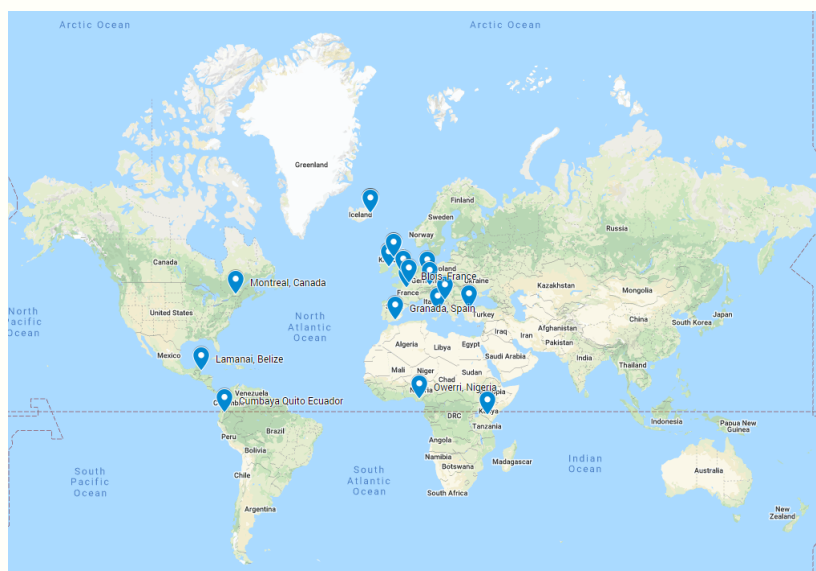 Arctic Ocean
Arctic Ocean
Greenland
Iceland
Finland
Sweden
Norway
Russia
Canada
Montreal, Canada
Blois, France
France
Ukraine
Kazakhstan
Mongolia
North
Pacific
Ocean
United States
North
Atlantic
Ocean
Granada, Spain
Turkey
China
South Korea
Japan
Afghanistan
Pakistan
Iraq
Iran
Algeria
Libya
Egypt
Saudi Arabia
India
Thailand
Mexico
Lamanai, Belize
Mali
Niger
Chad
Sudan
Owerri, Nigeria
Venezuela
Cumbaya Quito Ecuador
DRC
Kenya
Tanzania
Indonesia
Papua New
Guinea
Peru
Brazil
Bolivia
Angola
Namibia
Botswana
Madagascar
Indian
Ocean
Australia
South
Pacific
Ocean
Chile
South
Atlantic
Ocean
South Africa
Argentina
New
Zealand